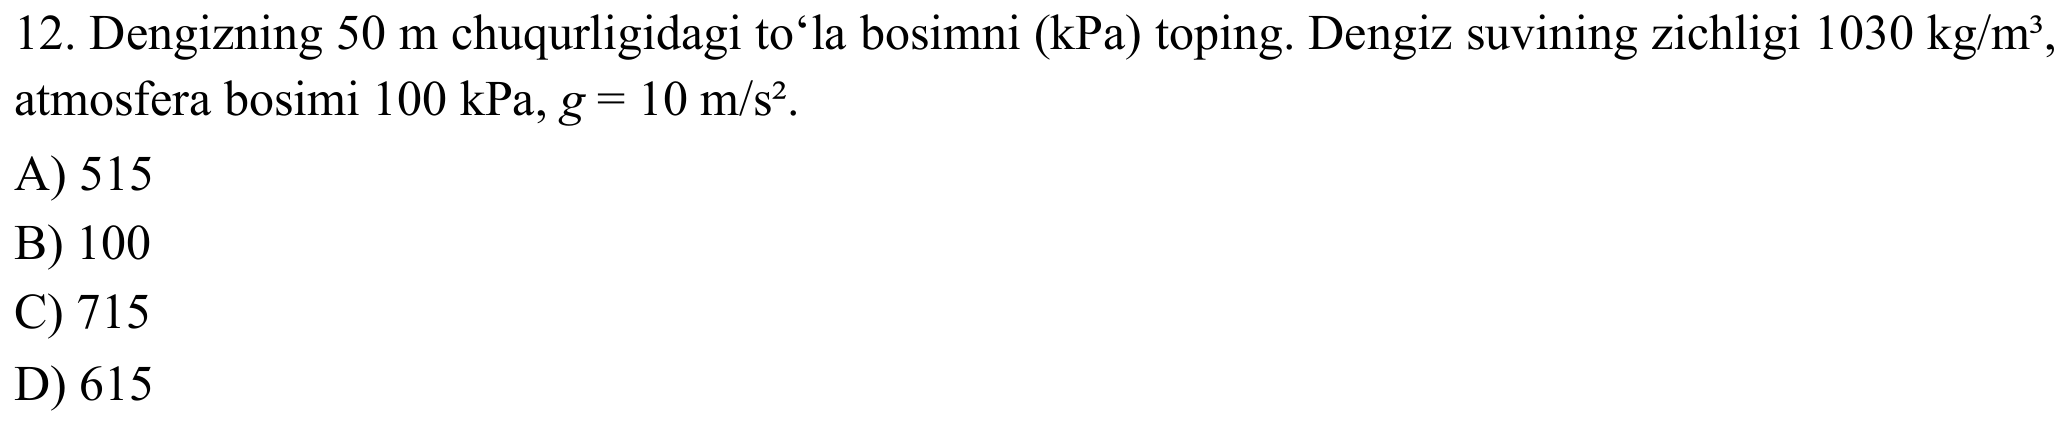 12. Dengizning 50 m chuqurligidagi to‘la bosimni (kPa) toping. Dengiz suvining zichligi 1030 kg/m³,
atmosfera bosimi 100 kPa, g = 10 m/s².
A) 515
B) 100
C) 715
D) 615